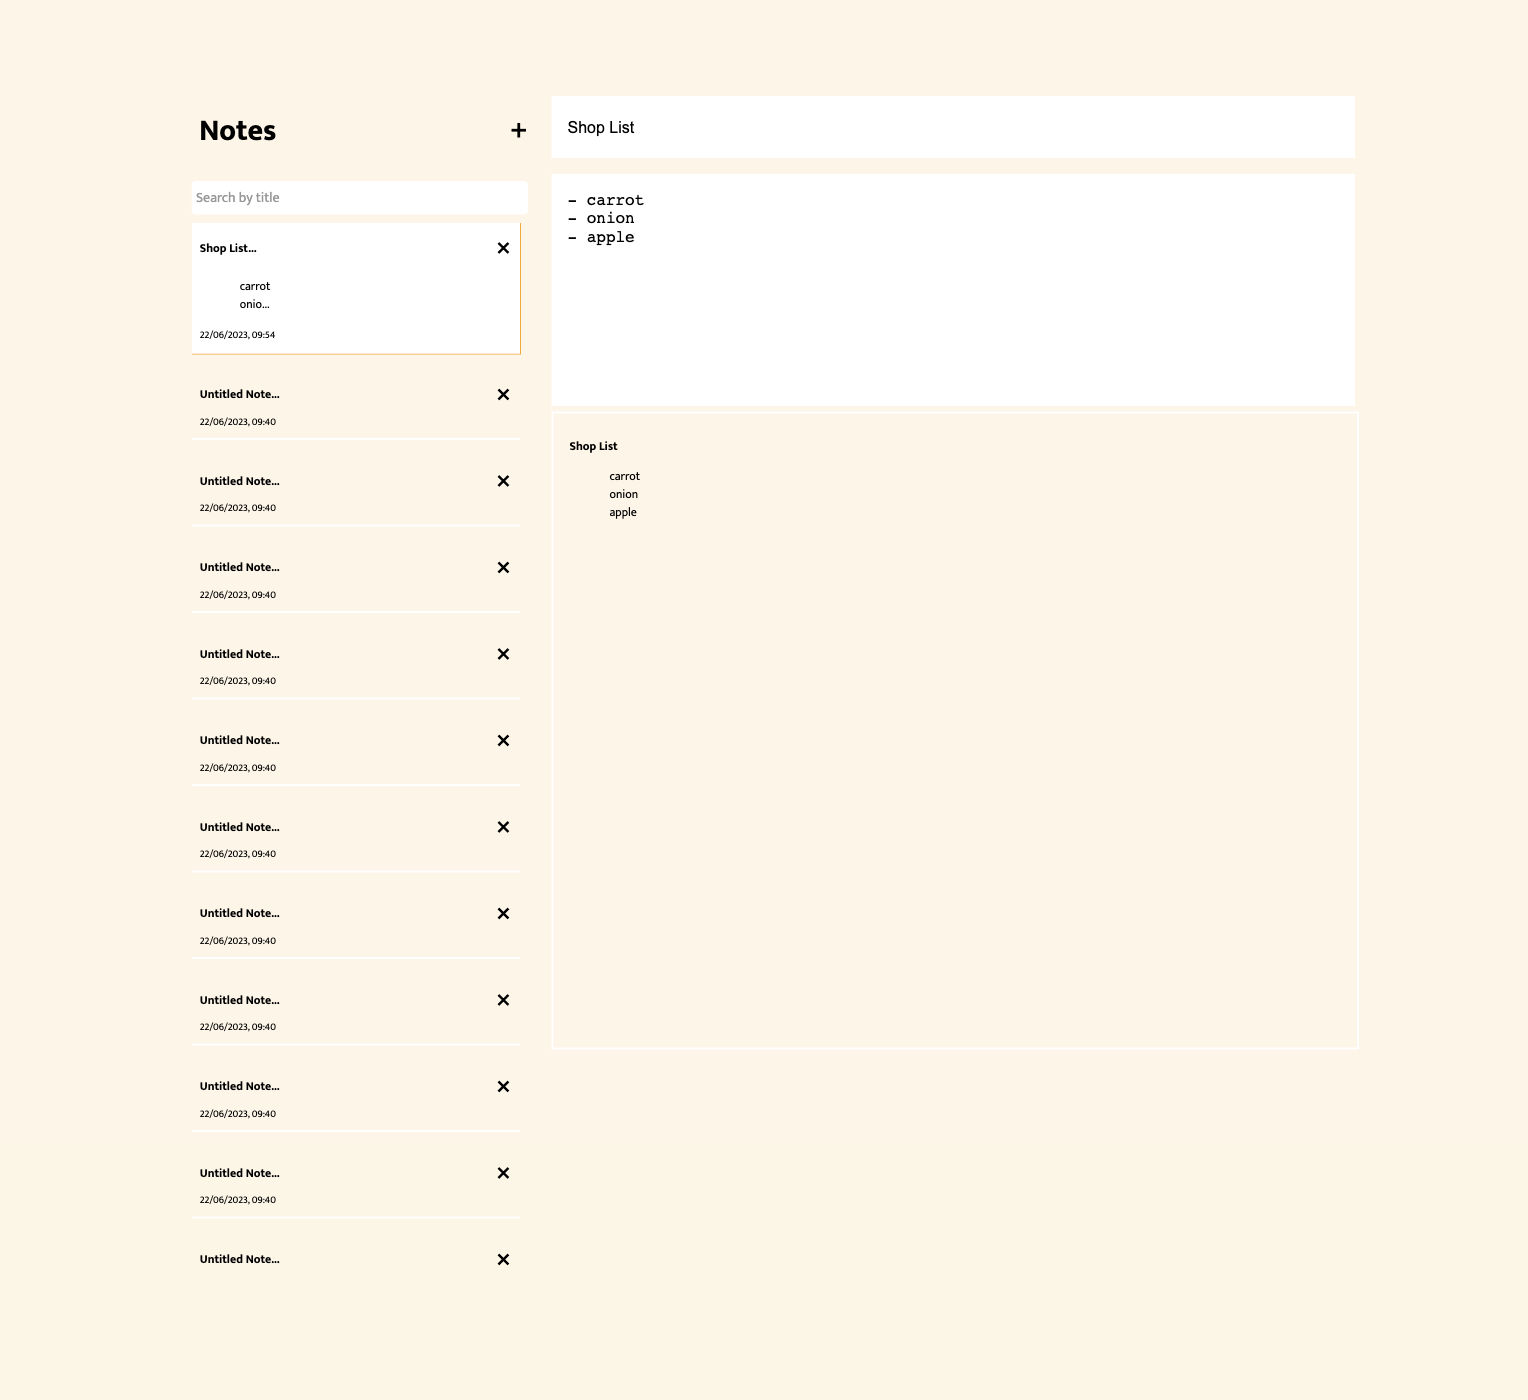 Notes
+
Search by title
Shop List...
carrot
onio...
22/06/2023, 09:54
Untitled Note...
22/06/2023, 09:40
Untitled Note...
22/06/2023, 09:40
Untitled Note...
22/06/2023, 09:40
Untitled Note...
22/06/2023, 09:40
Untitled Note...
22/06/2023, 09:40
Untitled Note...
22/06/2023, 09:40
Untitled Note...
22/06/2023, 09:40
Untitled Note...
22/06/2023, 09:40
Untitled Note...
22/06/2023, 09:40
Untitled Note...
22/06/2023, 09:40
Untitled Note...
Shop List
- carrot
- onion
- apple
Shop List
carrot
onion
apple